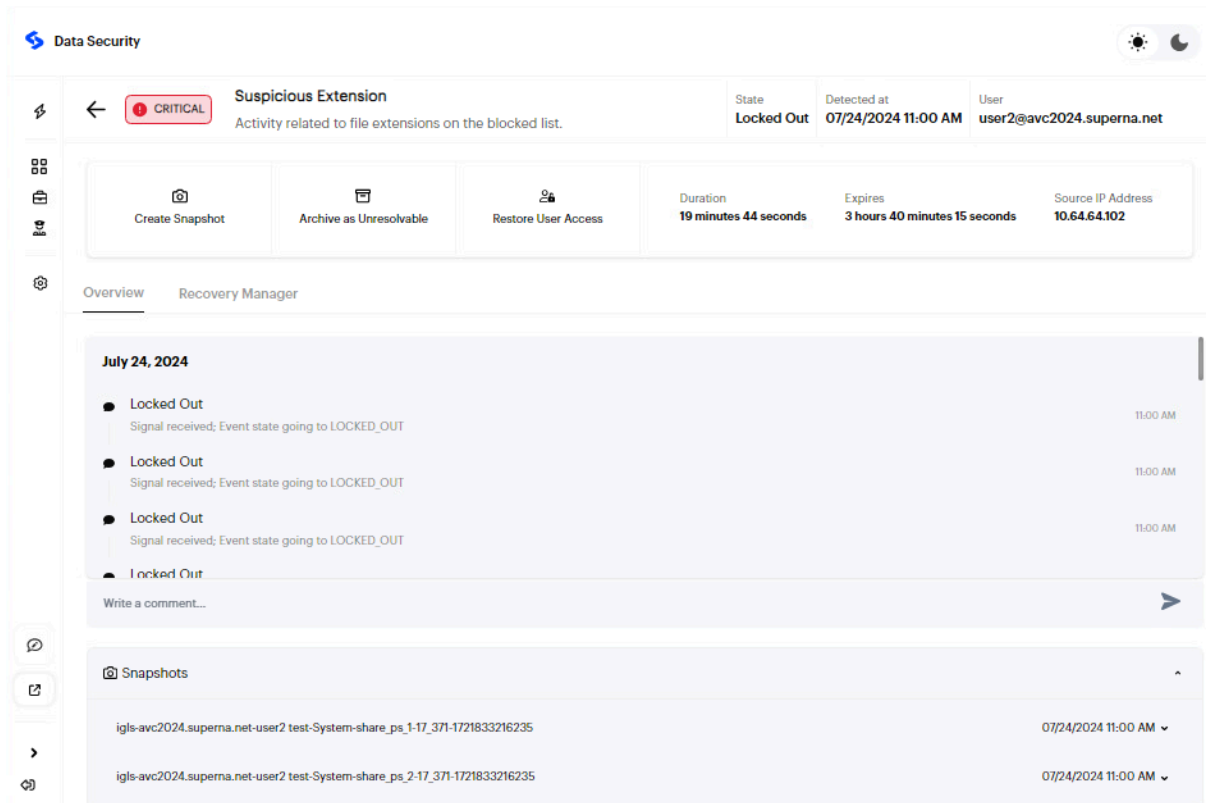 Data Security
CRITICAL
Suspicious Extension
Activity related to file extensions on the blocked list.
State
Locked Out
Detected at
07/24/2024 11:00 AM
User
user2@avc2024.superna.net
Create Snapshot
Archive as Unresolvable
Restore User Access
Duration
19 minutes 44 seconds
Expires
3 hours 40 minutes 15 seconds
Source IP Address
10.64.64.102
Overview
Recovery Manager
July 24, 2024
Locked Out
Signal received; Event state going to LOCKED_OUT
11:00 AM
Locked Out
Signal received; Event state going to LOCKED_OUT
11:00 AM
Locked Out
Signal received; Event state going to LOCKED_OUT
11:00 AM
Locked Out
Write a comment...
Snapshots
igls-avc2024.superna.net-user2 test-System-share_ps_1-17_371-1721833216235
07/24/2024 11:00 AM
igls-avc2024.superna.net-user2 test-System-share_ps_2-17_371-1721833216235
07/24/2024 11:00 AM